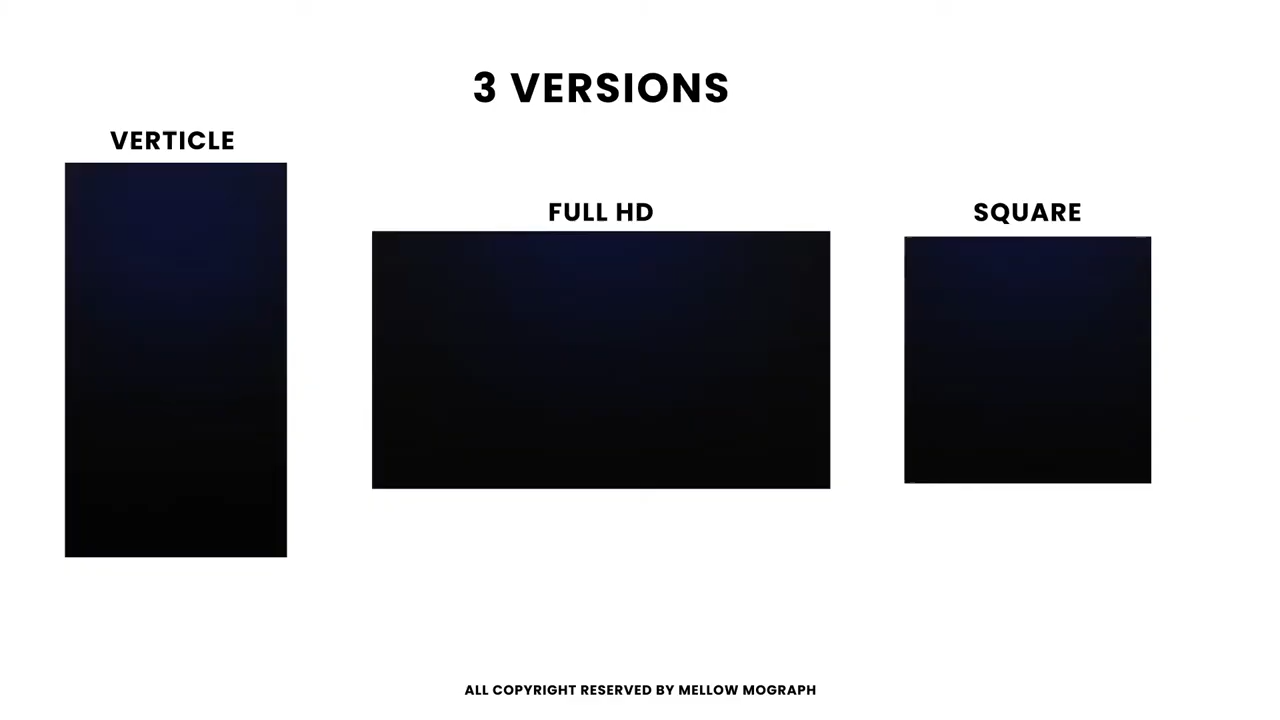 3 VERSIONS
VERTICLE
FULL HD
SQUARE
ALL COPYRIGHT RESERVED BY MELLOW MOGRAPH